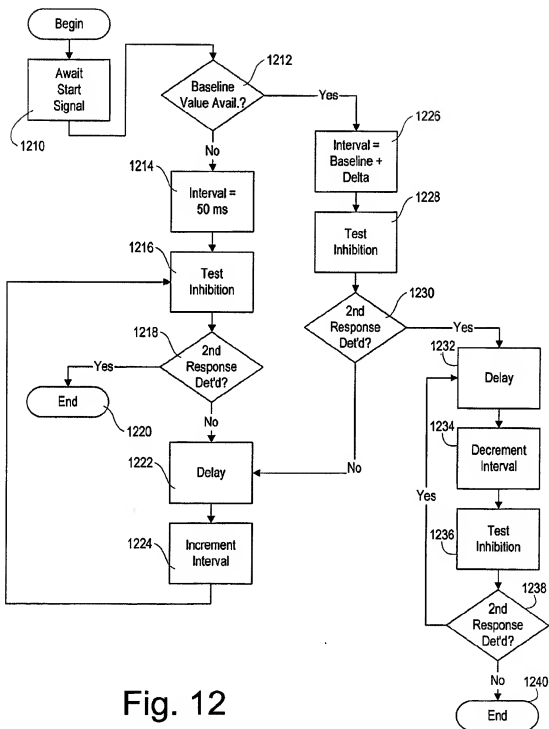 Begin
Await
Start
Signal
1210
Baseline
Value Avail.?
1212
Yes
No
1214
Interval =
50 ms
1216
Test
Inhibition
1218
2nd
Response
Det'd?
Yes
End
1220
No
1222
Delay
1224
Increment
Interval
1226
Interval =
Baseline +
Delta
1228
Test
Inhibition
1230
2nd
Response
Det'd?
Yes
No
1232
Delay
1234
Decrement
Interval
Yes
1236
Test
Inhibition
1238
2nd
Response
Det'd?
No
1240
End
Fig. 12